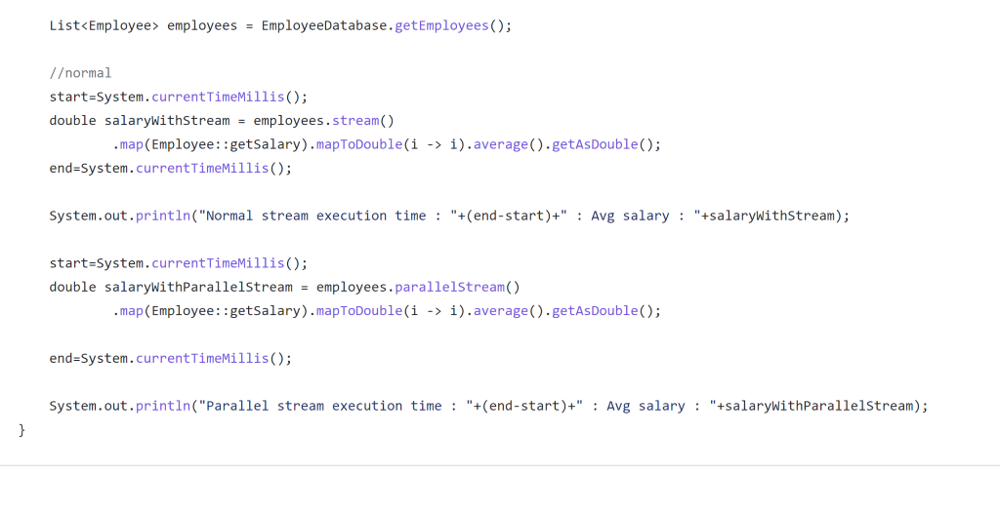 List<Employee> employees = EmployeeDatabase.getEmployees();
//normal
start=System.currentTimeMillis();
double salaryWithStream = employees.stream()
.map(Employee::getSalary).mapToDouble(i -> i).average().getAsDouble();
end=System.currentTimeMillis();
System.out.println("Normal stream execution time : "+(end-start)+" : Avg salary : "+salaryWithStream);
start=System.currentTimeMillis();
double salaryWithParallelStream = employees.parallelStream()
.map(Employee::getSalary).mapToDouble(i -> i).average().getAsDouble();
end=System.currentTimeMillis();
System.out.println("Parallel stream execution time : "+(end-start)+" : Avg salary : "+salaryWithParallelStream);
}